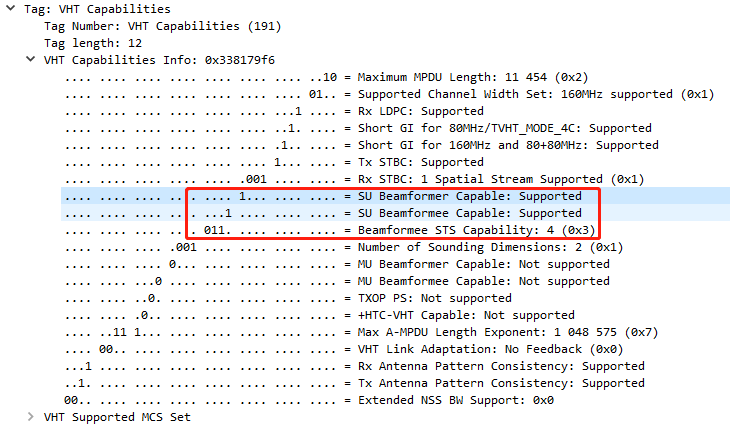 Tag: VHT Capabilities
Tag Number: VHT Capabilities (191)
Tag length: 12
VHT Capabilities Info: 0x338179f6
.... .... .... .... .... .... .... ..10 = Maximum MPDU Length: 11 454 (0x2)
.... .... .... .... .... .... .... 01.. = Supported Channel Width Set: 160MHz supported (0x1)
.... .... .... .... .... .... ...1 .... = Rx LDPC: Supported
.... .... .... .... .... .... ..1. .... = Short GI for 80MHz/TVHT_MODE_4C: Supported
.... .... .... .... .... .... .1.. .... = Short GI for 160MHz and 80+80MHz: Supported
.... .... .... .... .... .... 1... .... = Tx STBC: Supported
.... .... .... .... .... .001 .... .... = Rx STBC: 1 Spatial Stream Supported (0x1)
.... .... .... .... .... 1... .... .... = SU Beamformer Capable: Supported
.... .... .... .... ...1 .... .... .... = SU Beamformee Capable: Supported
.... .... .... .... 011. .... .... .... = Beamformee STS Capability: 4 (0x3)
.... .... .... .001 .... .... .... .... = Number of Sounding Dimensions: 2 (0x1)
.... .... .... 0... .... .... .... .... = MU Beamformer Capable: Not supported
.... .... ...0 .... .... .... .... .... = MU Beamformee Capable: Not supported
.... .... ..0. .... .... .... .... .... = TXOP PS: Not supported
.... .... .0.. .... .... .... .... .... = +HTC-VHT Capable: Not supported
.... ..11 1... .... .... .... .... .... = Max A-MPDU Length Exponent: 1 048 575 (0x7)
.... 00.. .... .... .... .... .... .... = VHT Link Adaptation: No Feedback (0x0)
...1 .... .... .... .... .... .... .... = Rx Antenna Pattern Consistency: Supported
..1. .... .... .... .... .... .... .... = Tx Antenna Pattern Consistency: Supported
00.. .... .... .... .... .... .... .... = Extended NSS BW Support: 0x0
VHT Supported MCS Set